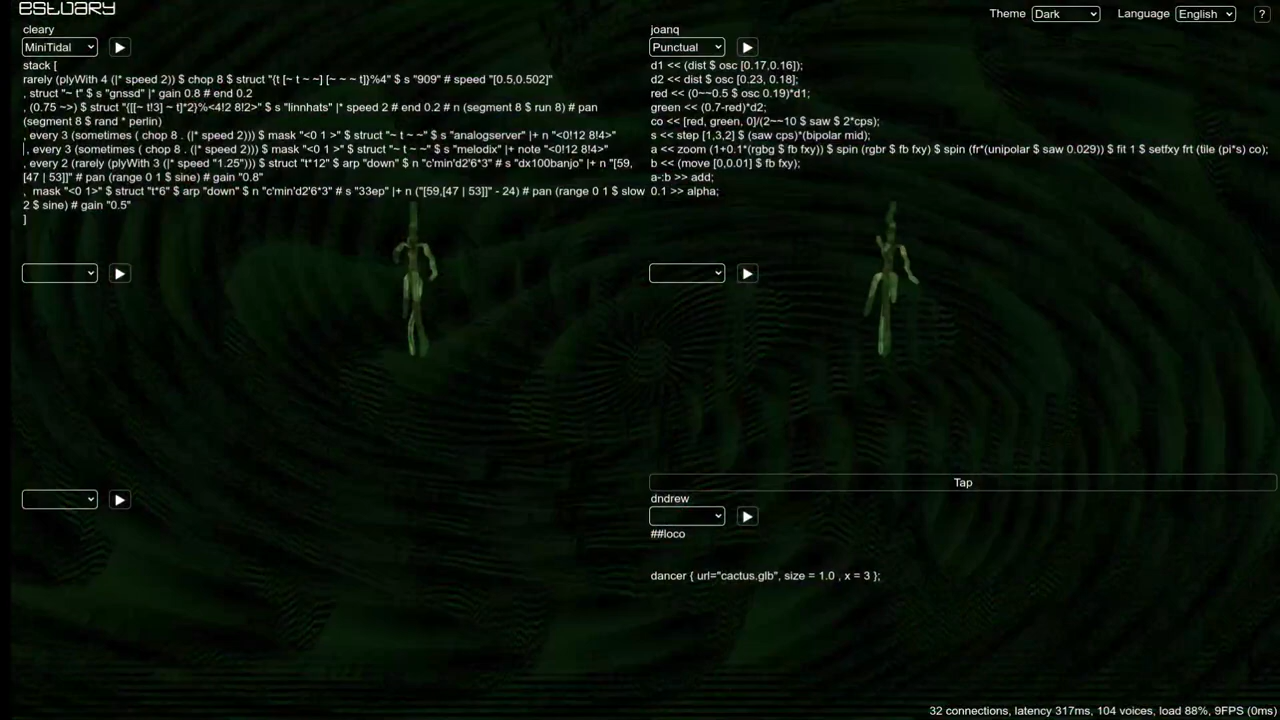 ESTUARY
Theme Dark Language English ?
cleary
MiniTidal
stack [
rarely (plyWith 4 (|* speed 2)) $ chop 8 $ struct "{t [~ t ~ ~] [~ ~ ~ t]}%4" $ s "909" # speed "[0.5,0.502]"
, struct "~ t" $ s "gnssd" |* gain 0.8 # end 0.2
, (0.75 ~>) $ struct "{[[~ t!3] ~ t]*2}%<4!2 8!2>" $ s "linnhats" |* speed 2 # end 0.2 # n (segment 8 $ run 8) # pan
(segment 8 $ rand * perlin)
, every 3 (sometimes ( chop 8 . (|* speed 2))) $ mask "<0 1 >" $ struct "~ t ~ ~" $ s "analogserver" |+ n "<0!12 8!4>"
, every 3 (sometimes ( chop 8 . (|* speed 2))) $ mask "<0 1 >" $ struct "~ t ~ ~" $ s "melodix" |+ note "<0!12 8!4>"
, every 2 (rarely (plyWith 3 (|* speed "1.25"))) $ struct "t*12" $ arp "down" $ n "c'min'd2'6*3" # s "dx100banjo" |+ n "[59,
[47 | 53]]" # pan (range 0 1 $ sine) # gain "0.8"
, mask "<0 1>" $ struct "t*6" $ arp "down" $ n "c'min'd2'6*3" # s "33ep" |+ n ("[59,[47 | 53]]" - 24) # pan (range 0 1 $ slow
2 $ sine) # gain "0.5"
]
joanq
Punctual
d1 << (dist $ osc [0.17,0.16]);
d2 << (dist $ osc [0.23, 0.18];
red << (0~~0.5 $ osc 0.19)*d1;
green << (0.7-red)*d2;
co << [red, green, 0]/(2~~10 $ saw $ 2*cps);
s << step [1,3,2] $ (saw cps)*(bipolar mid);
a << zoom (1+0.1*(rgbg $ fb fxy)) $ spin (rgbr $ fb fxy) $ spin (fr*(unipolar $ saw 0.029)) $ fit 1 $ setfxy frt (tile (pi*s) co);
b << (move [0,0.01] $ fb fxy);
a-:b >> add;
0.1 >> alpha;
Tap
dndrew
##loco
dancer { url="cactus.glb", size = 1.0 , x = 3 };
32 connections, latency 317ms, 104 voices, load 88%, 9FPS (0ms)